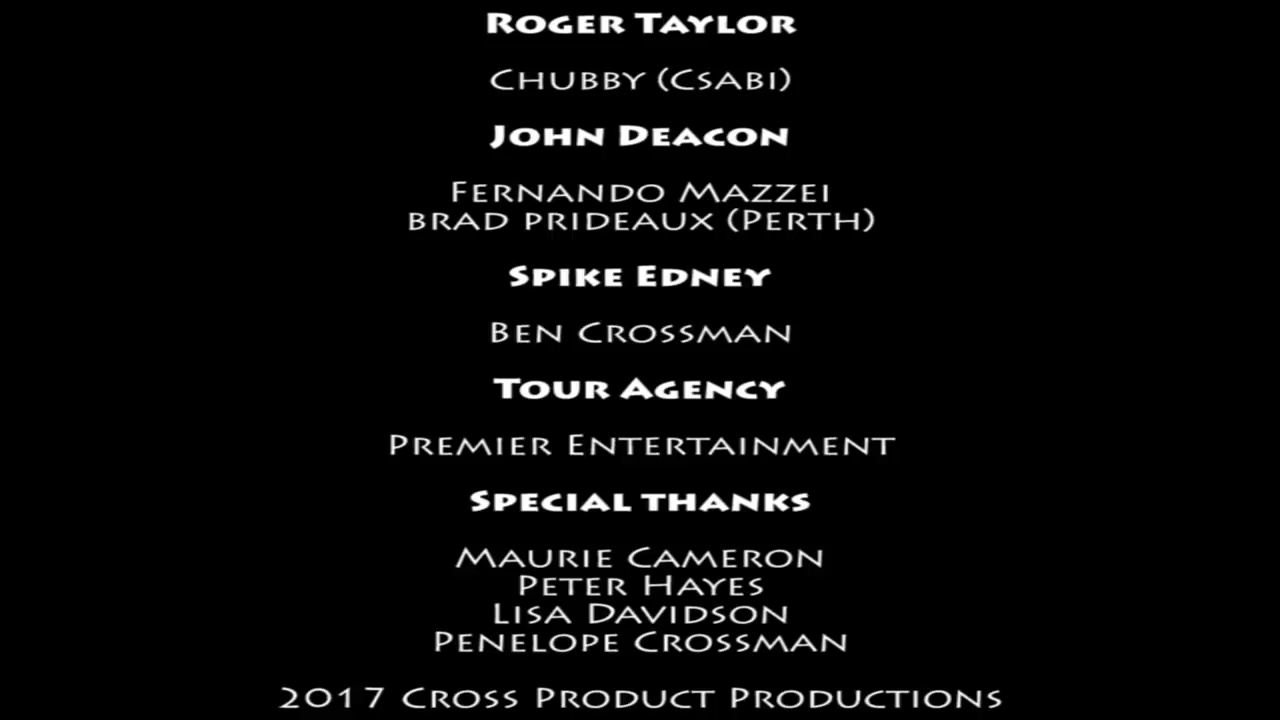 Roger Taylor
Chubby (Csabi)
John Deacon
Fernando Mazzei
brad prideaux (Perth)
Spike Edney
Ben Crossman
Tour Agency
Premier Entertainment
Special thanks
Maurie Cameron
Peter Hayes
Lisa Davidson
Penelope Crossman
2017 Cross Product Productions